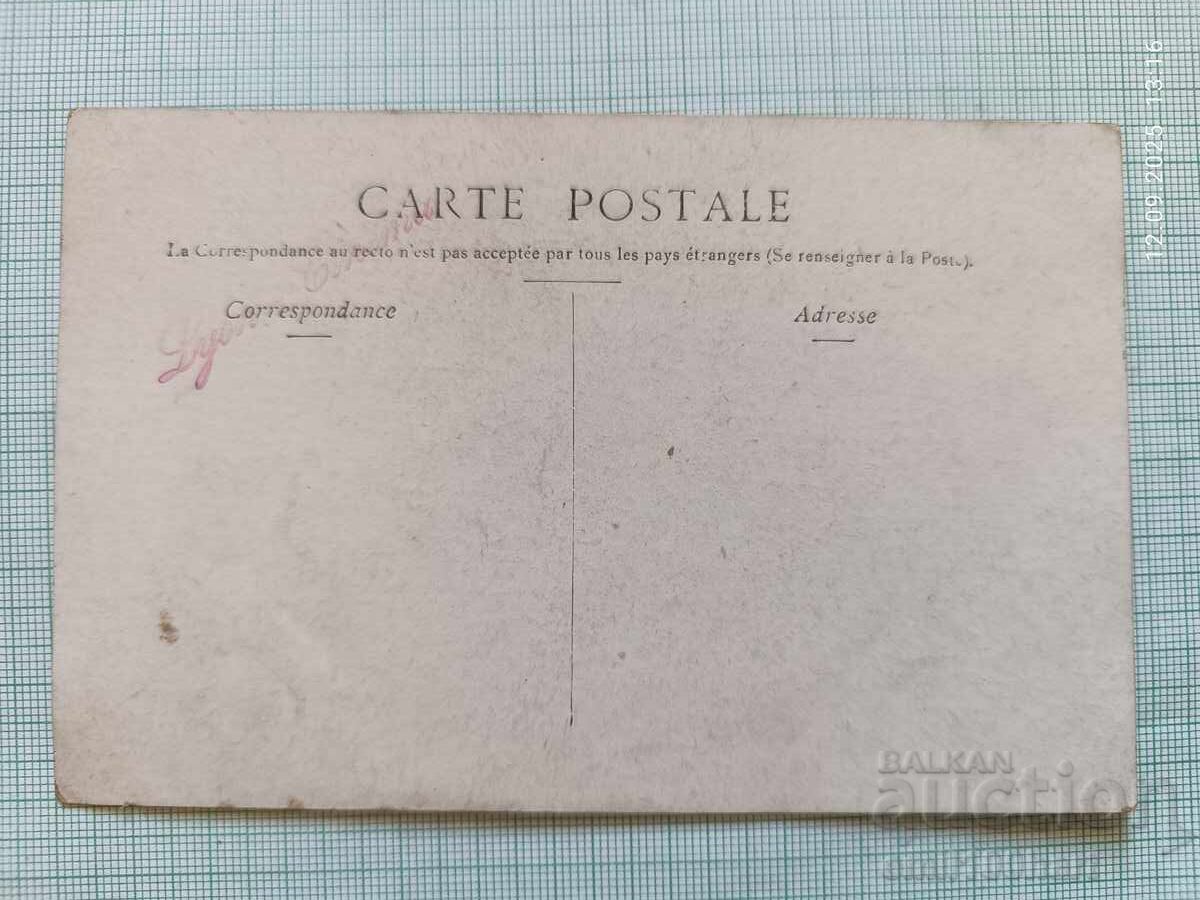 CARTE POSTALE
La Correspondance au recto n'est pas acceptée par tous les pays étrangers (Se renseigner à la Poste).
Correspondance
Adresse
12.09.2025 13:16
BALKAN
auction